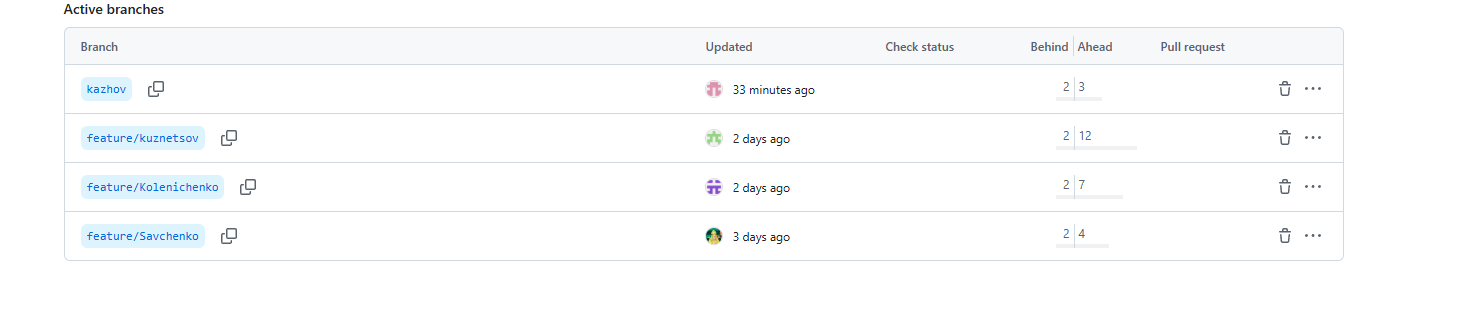 Active branches
Branch Updated Check status Behind Ahead Pull request
kazhov 33 minutes ago 2 3
feature/kuznetsov 2 days ago 2 12
feature/Kolenichenko 2 days ago 2 7
feature/Savchenko 3 days ago 2 4